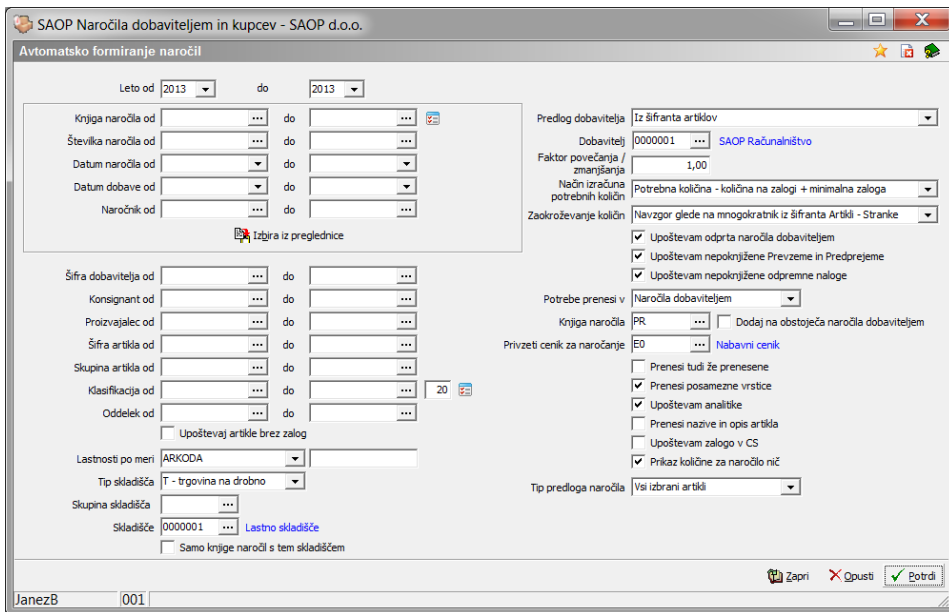 SAOP Naročila dobaviteljem in kupcev - SAOP d.o.o.
Avtomatsko formiranje naročil
Leto od 2013 do 2013
Knjiga naročila od ... do ...
Številka naročila od ... do ...
Datum naročila od do
Datum dobave od do
Naročnik od ... do ...
Izbira iz preglednice
Šifra dobavitelja od ... do ...
Konsignant od ... do ...
Proizvajalec od ... do ...
Šifra artikla od ... do ...
Skupina artikla od ... do ...
Klasifikacija od ... do ... 20
Oddelek od ... do ...
Upoštevaj artikle brez zalog
Lastnosti po meri ARKODA
Tip skladišča T - trgovina na drobno
Skupina skladišča ...
Skladišče 0000001 ... Lastno skladišče
Samo knjige naročil s tem skladiščem
Predlog dobavitelja Iz šifranta artiklov
Dobavitelj 0000001 ... SAOP Računalništvo
Faktor povečanja /
zmanjšanja 1,00
Način izračuna
potrebnih količin Potrebna količina - količina na zalogi + minimalna zaloga
Zaokroževanje količin Navzgor glede na mnogokratnik iz šifranta Artikli - Stranke
Upoštevam odprta naročila dobaviteljem
Upoštevam nepoknjižene Prevzeme in Predprejeme
Upoštevam nepoknjižene odpremne naloge
Potrebe prenesi v Naročila dobaviteljem
Knjiga naročila PR ... Dodaj na obstoječa naročila dobaviteljem
Privzeti cenik za naročanje E0 ... Nabavni cenik
Prenesi tudi že prenesene
Prenesi posamezne vrstice
Upoštevam analitike
Prenesi nazive in opis artikla
Upoštevam zalogo v CS
Prikaz količine za naročilo nič
Tip predloga naročila Vsi izbrani artikli
Zapri Opusti Potrdi
JanezB 001